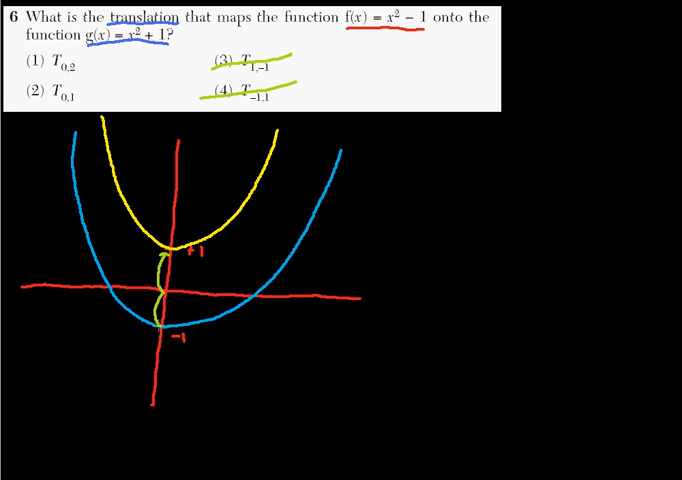 6 What is the translation that maps the function f(x) = x² − 1 onto the
function g(x) = x² + 1?
(1) T₀,₂ (3) T₁,₋₁
(2) T₀,₁ (4) T₋₁,₁
+1
-1